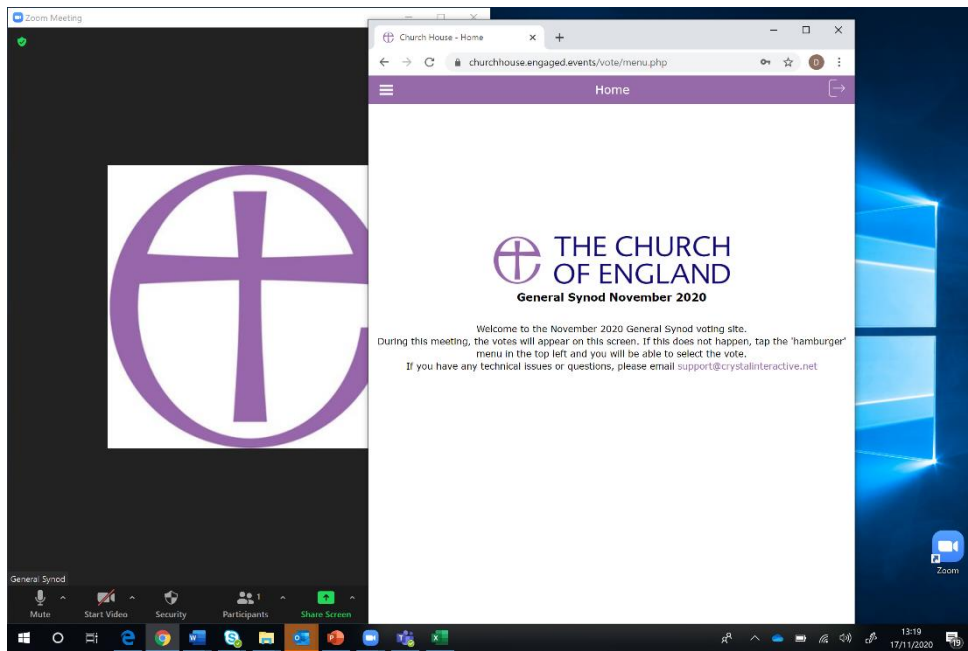 Zoom Meeting
Church House - Home
churchhouse.engaged.events/vote/menu.php
D
Home
THE CHURCH
OF ENGLAND
General Synod November 2020
Welcome to the November 2020 General Synod voting site.
During this meeting, the votes will appear on this screen. If this does not happen, tap the 'hamburger'
menu in the top left and you will be able to select the vote.
If you have any technical issues or questions, please email support@crystalinteractive.net
General Synod
1
Mute Start Video Security Participants Share Screen
Zoom
13:19
17/11/2020
19